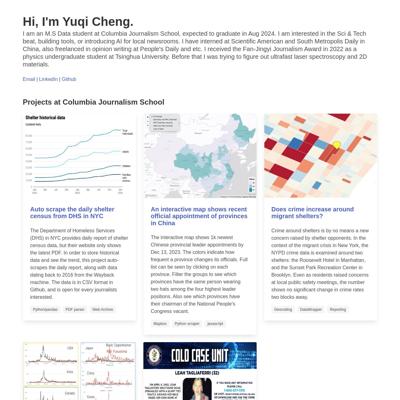 Hi, I'm Yuqi Cheng.
I am an M.S Data student at Columbia Journalism School, expected to graduate in Aug 2024. I am interested in the Sci & Tech
beat, building tools, or introducing AI for local newsrooms. I have interned at Scientific American and South Metropolis Daily in
China, also freelanced in opinion writing at People's Daily and etc. I received the Fan-Jingyi Journalism Award in 2022 as a
physics undergraduate student at Tsinghua University. Before that I was trying to figure out ultrafast laser spectroscopy and 2D
materials.
Email | LinkedIn | Github
Projects at Columbia Journalism School
Shelter historical data
Auto scrape the daily shelter
census from DHS in NYC
The Department of Homeless Services
(DHS) in NYC provides daily report of shelter
census data, but their website only shows
the latest PDF. In order to store historical
data and see the trend, this project auto-
scrapes the daily report, along with data
dating back to 2016 from the Wayback
machine. The data is in CSV format in
Github, and is open for every journalists
interested.
Python/pandas
PDF parser
Web Archive
An interactive map shows recent
official appointment of provinces
in China
The interactive map shows 1k newest
Chinese provincial leader appointments by
Dec 13, 2023. The colors indicate how
frequent a province changes its officials. Full
list can be seen by clicking on each
province. Filter the groups to see which
provinces have the same person wearing
two hats among the four highest leader
positions. Also see which provinces have
their chairman of the National People's
Congress vacant.
Mapbox
Python scraper
javascript
Does crime increase around
migrant shelters?
Crime around shelters is by no means a new
concern raised by shelter opponents. In the
context of the migrant crisis in New York, the
NYPD crime data is examined around two
shelters: the Roosevelt Hotel in Manhattan,
and the Sunset Park Recreation Center in
Brooklyn. Even as residents raised concerns
at local public safety meetings, the number
shows no significant change in crime rates
two blocks away.
Geocoding
DataWrapper
Reporting
USA
Canada
COLD CASE UNIT
LEAH TAGLIAFERRI (32)